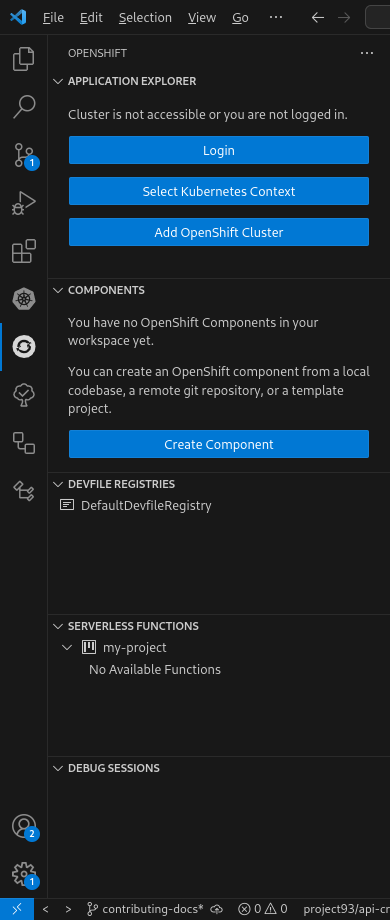 File Edit Selection View Go ···
OPENSHIFT ···
APPLICATION EXPLORER
Cluster is not accessible or you are not logged in.
Login
Select Kubernetes Context
Add OpenShift Cluster
1
COMPONENTS
You have no OpenShift Components in your
workspace yet.
You can create an OpenShift component from a local
codebase, a remote git repository, or a template
project.
Create Component
DEVFILE REGISTRIES
DefaultDevfileRegistry
SERVERLESS FUNCTIONS
my-project
No Available Functions
DEBUG SESSIONS
2
1
contributing-docs* 0 0 project93/api-cr